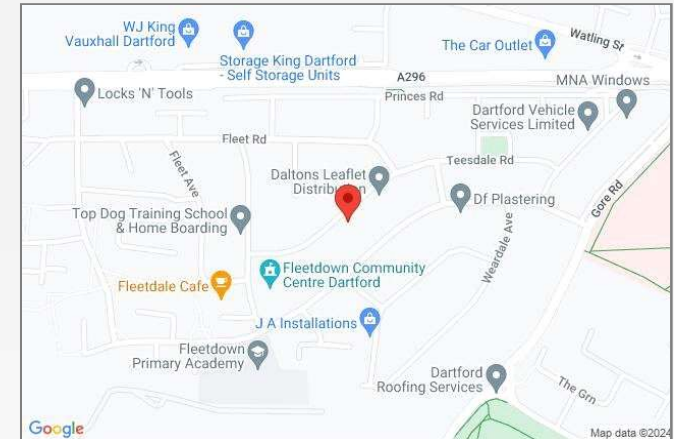 WJ King
Vauxhall Dartford
Storage King Dartford
- Self Storage Units
The Car Outlet
Watling St
A296
MNA Windows
Locks 'N' Tools
Princes Rd
Dartford Vehicle
Services Limited
Fleet Rd
Teesdale Rd
Fleet Ave
Daltons Leaflet
Distribution
Df Plastering
Gore Rd
Top Dog Training School
& Home Boarding
Weardale Ave
Fleetdown Community
Centre Dartford
Fleetdale Cafe
J A Installations
Fleetdown
Primary Academy
Dartford
Roofing Services
The Grn
Google
Map data ©2024